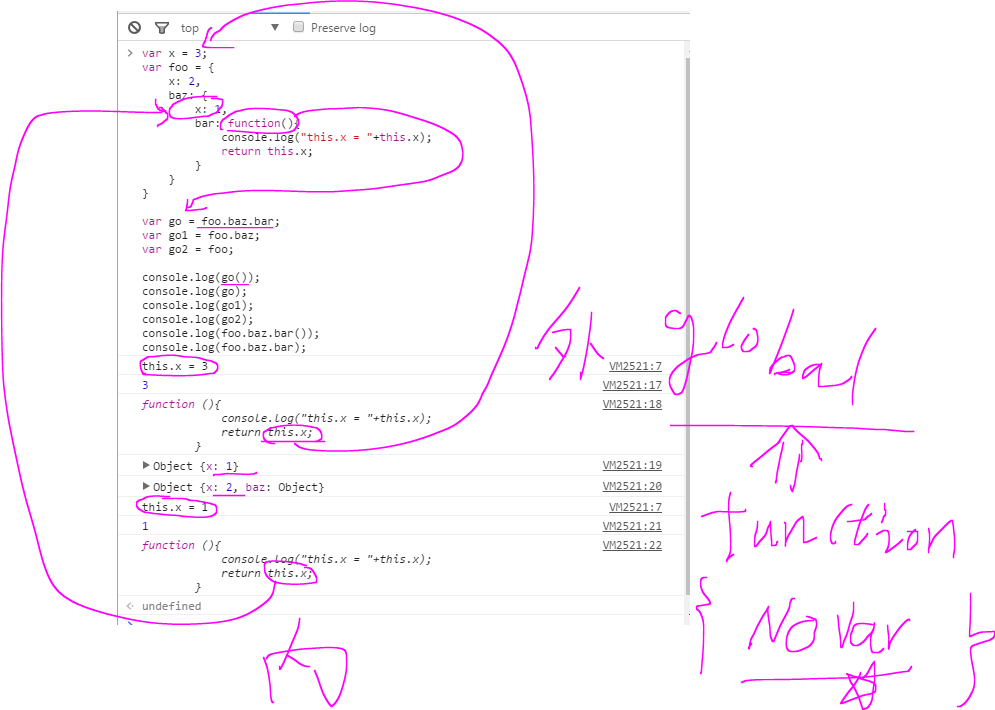 top ▼ Preserve log
> var x = 3;
var foo = {
x: 2,
baz: {
x: 1,
bar: function(){
console.log("this.x = "+this.x);
return this.x;
}
}
}
var go = foo.baz.bar;
var go1 = foo.baz;
var go2 = foo;
console.log(go());
console.log(go);
console.log(go1);
console.log(go2);
console.log(foo.baz.bar());
console.log(foo.baz.bar);
this.x = 3 VM2521:7
3 VM2521:17
function (){ VM2521:18
console.log("this.x = "+this.x);
return this.x;
}
▶ Object {x: 1} VM2521:19
▶ Object {x: 2, baz: Object} VM2521:20
this.x = 1 VM2521:7
1 VM2521:21
function (){ VM2521:22
console.log("this.x = "+this.x);
return this.x;
}
undefined
外 global
function
{ No Var }
内